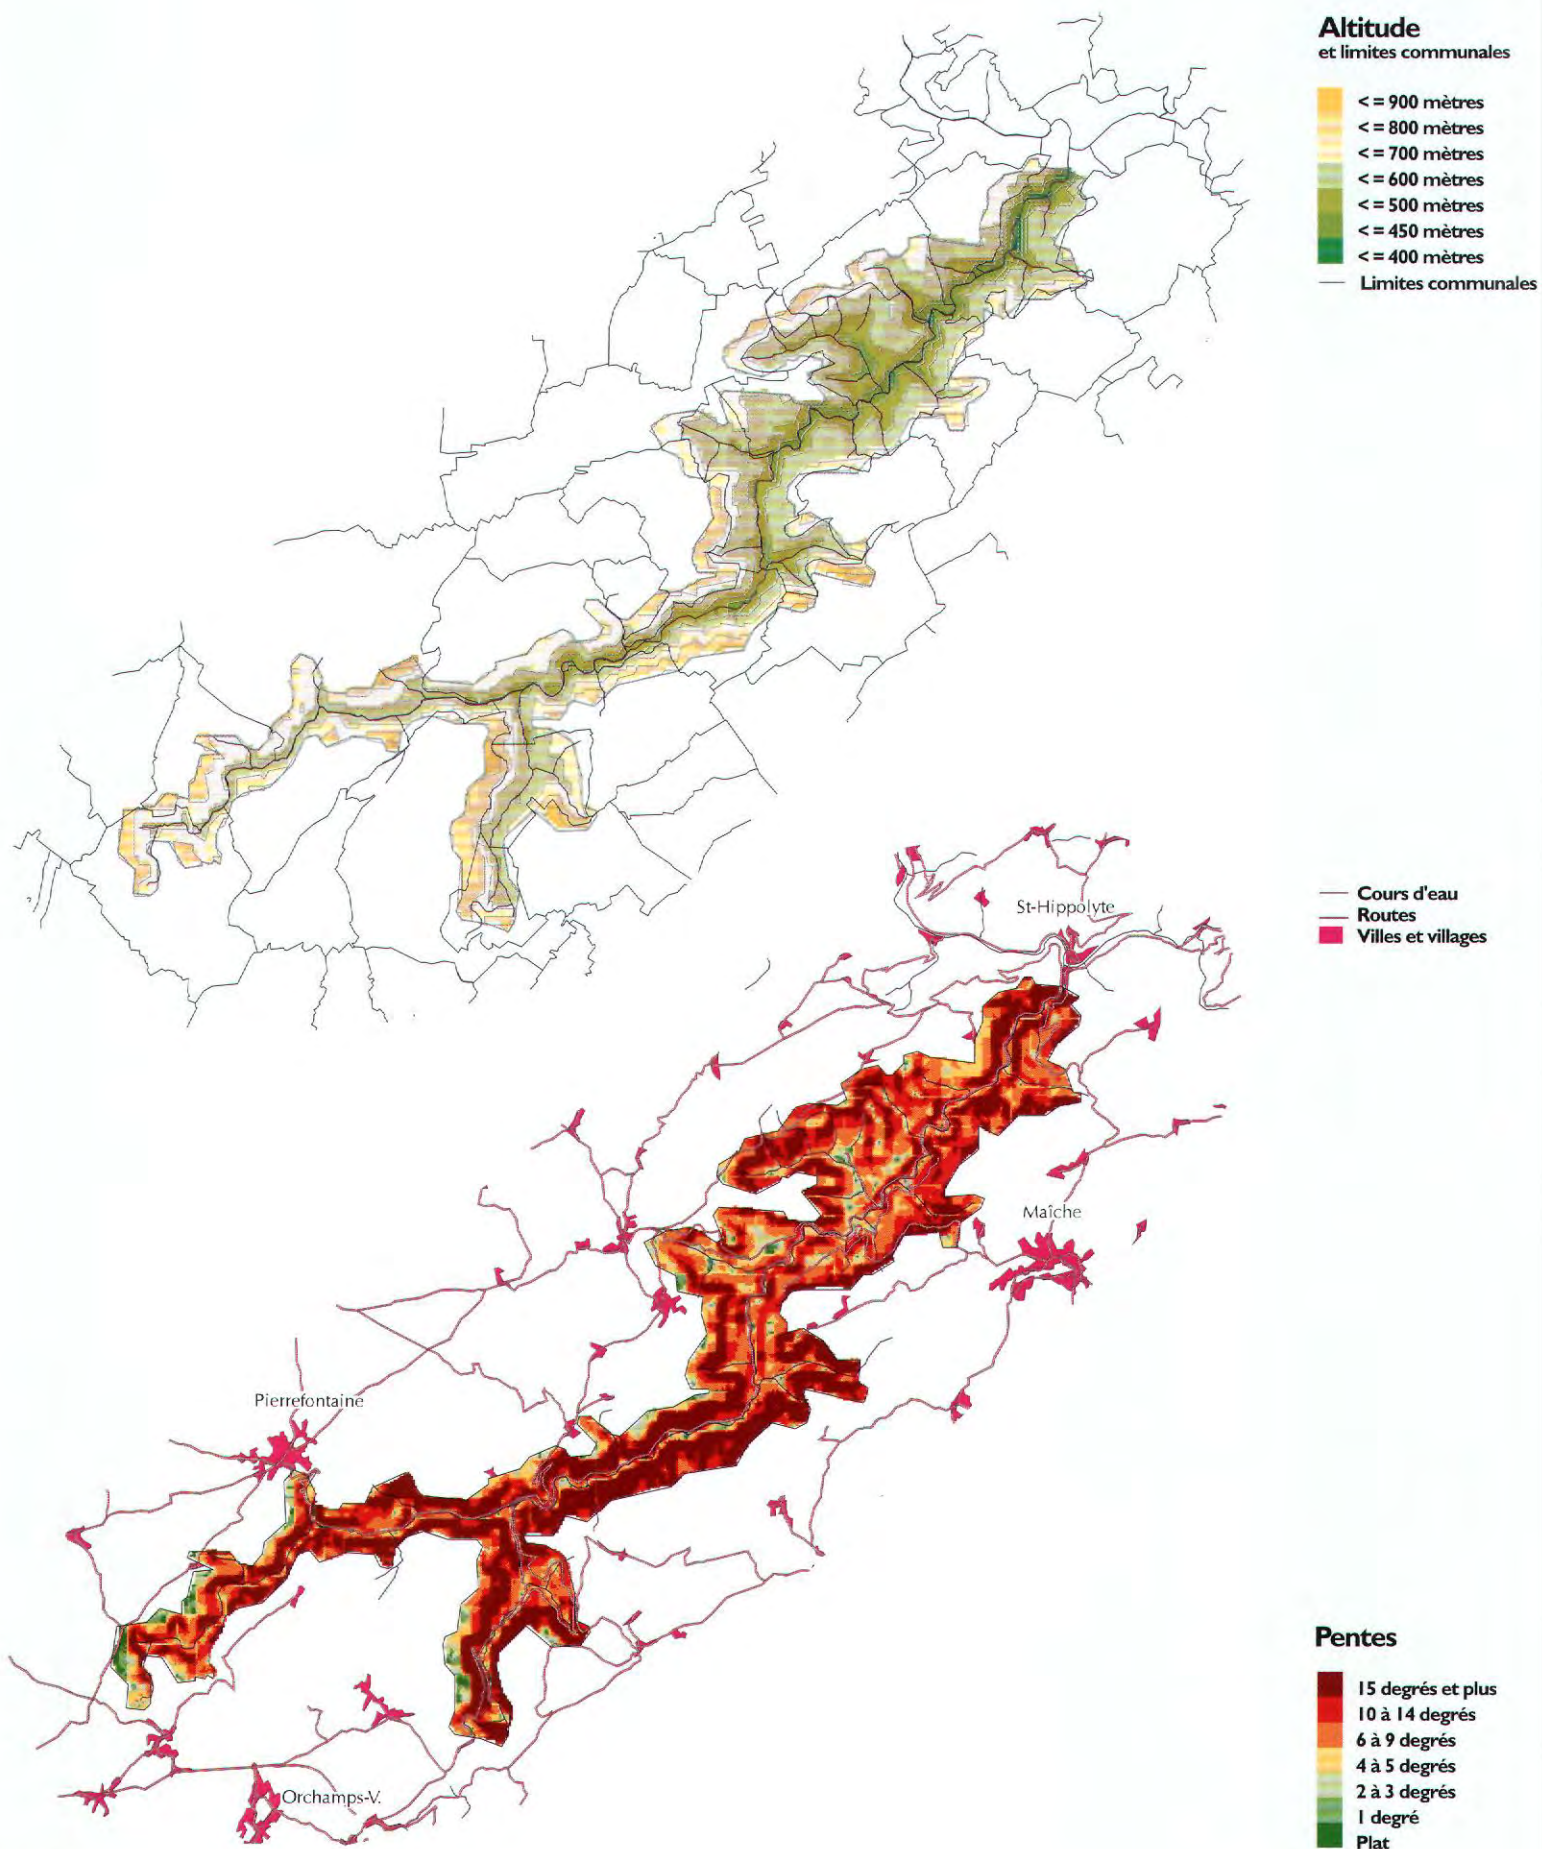 Altitude
et limites communales
< = 900 mètres
< = 800 mètres
< = 700 mètres
< = 600 mètres
< = 500 mètres
< = 450 mètres
< = 400 mètres
Limites communales
Cours d'eau
Routes
Villes et villages
St-Hippolyte
Maîche
Pierrefontaine
Orchamps-V.
Pentes
15 degrés et plus
10 à 14 degrés
6 à 9 degrés
4 à 5 degrés
2 à 3 degrés
1 degré
Plat